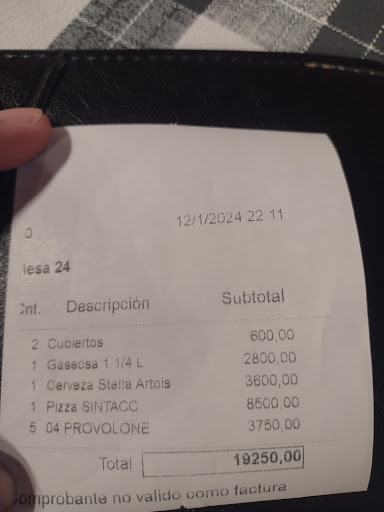 0
12/1/2024 22:11
lesa 24
Cnt. Descripción Subtotal
2 Cubiertos 600,00
1 Gaseosa 1 1/4 L 2800,00
1 Cerveza Stella Artois 3600,00
1 Pizza SINTACC 8500,00
5 04 PROVOLONE 3750,00
Total 19250,00
omprobante no valido como factura